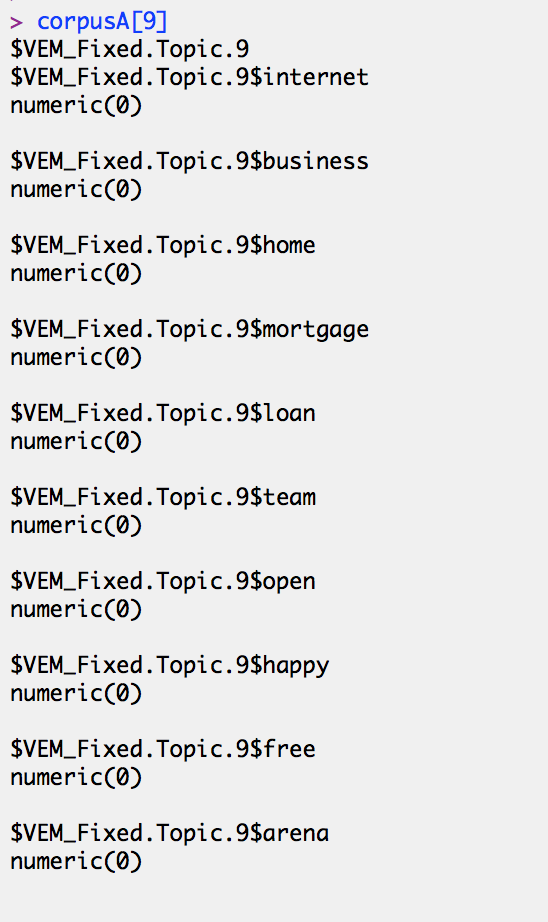 > corpusA[9]
$VEM_Fixed.Topic.9
$VEM_Fixed.Topic.9$internet
numeric(0)
$VEM_Fixed.Topic.9$business
numeric(0)
$VEM_Fixed.Topic.9$home
numeric(0)
$VEM_Fixed.Topic.9$mortgage
numeric(0)
$VEM_Fixed.Topic.9$loan
numeric(0)
$VEM_Fixed.Topic.9$team
numeric(0)
$VEM_Fixed.Topic.9$open
numeric(0)
$VEM_Fixed.Topic.9$happy
numeric(0)
$VEM_Fixed.Topic.9$free
numeric(0)
$VEM_Fixed.Topic.9$arena
numeric(0)